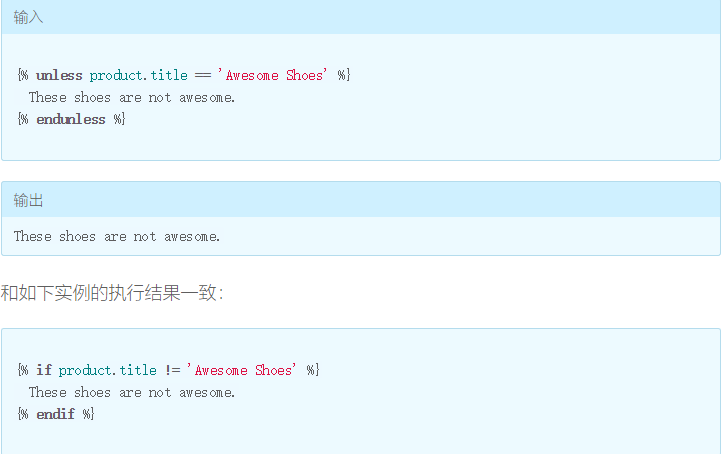 输入
{% unless product.title == 'Awesome Shoes' %}
These shoes are not awesome.
{% endunless %}
输出
These shoes are not awesome.
和如下实例的执行结果一致：
{% if product.title != 'Awesome Shoes' %}
These shoes are not awesome.
{% endif %}